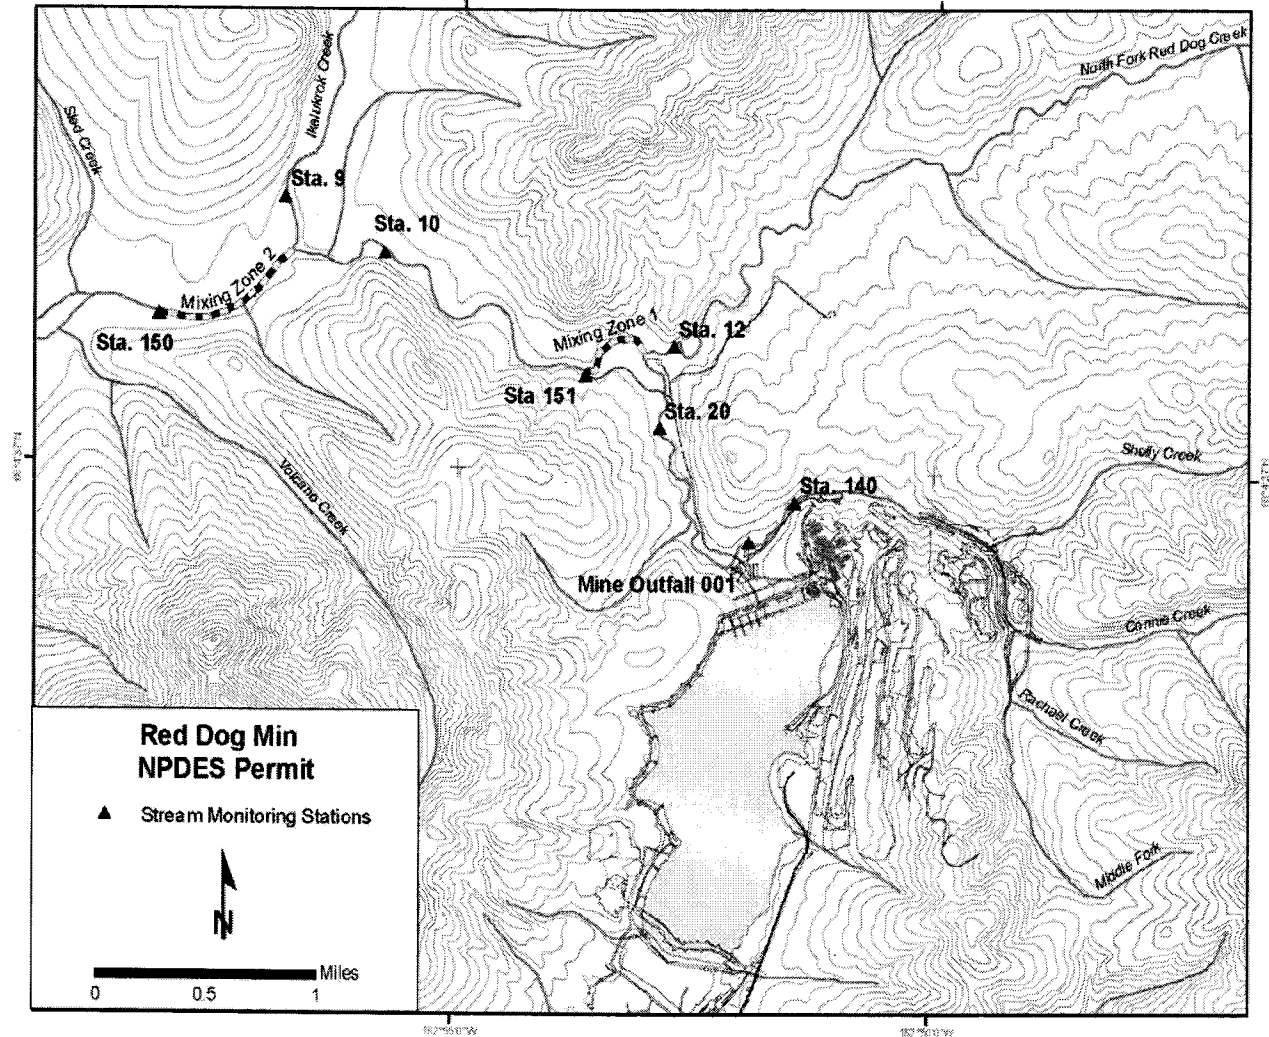 Ikalukrok Creek
North Fork Red Dog Creek
Sled Creek
Sta. 9
Sta. 10
Mixing Zone 2
Sta. 150
Mixing Zone 1
Sta. 12
Sta 151
Sta. 20
Shelly Creek
Volcano Creek
Sta. 140
Mine Outfall 001
Connie Creek
Rachael Creek
Middle Fork
Red Dog Min
NPDES Permit
Stream Monitoring Stations
N
Miles
0 0.5 1